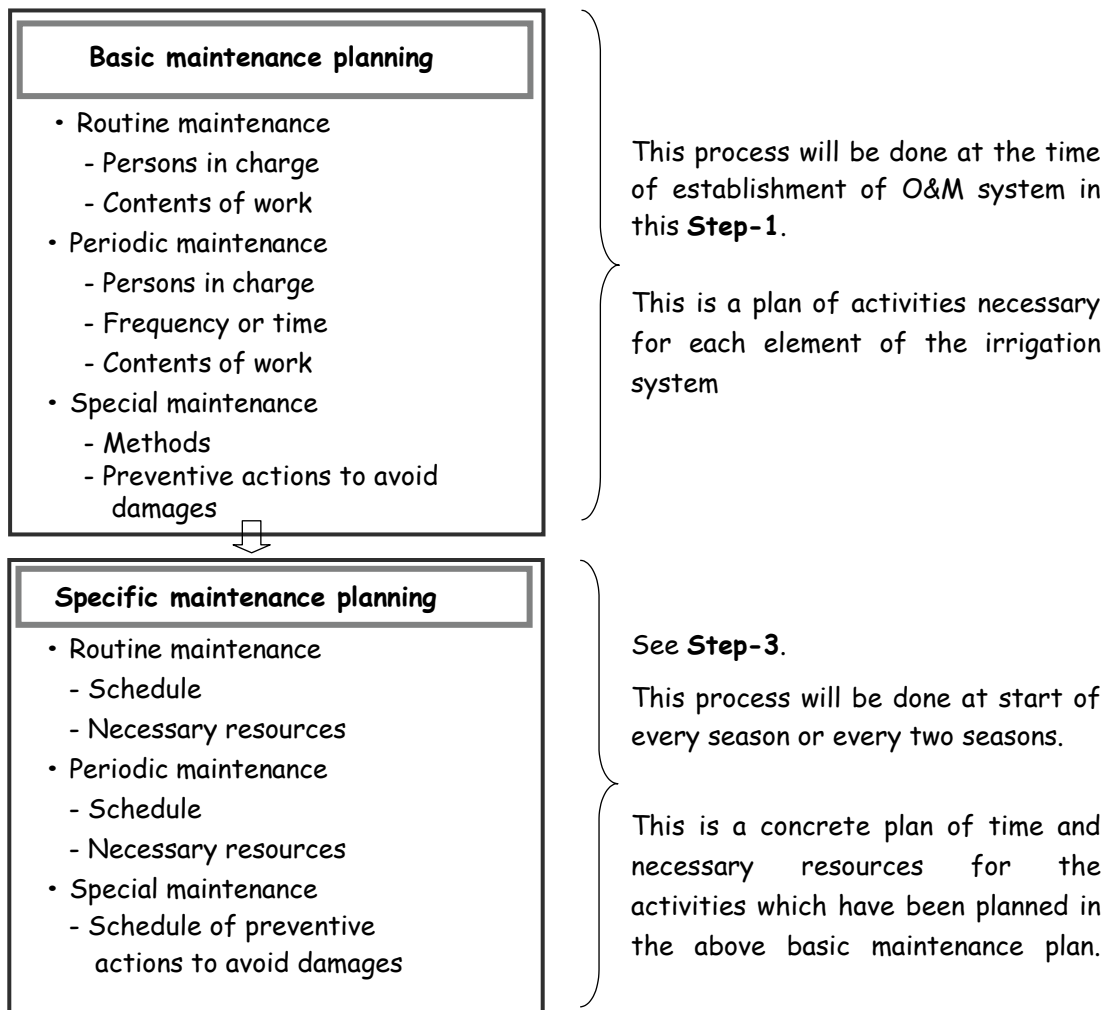 Basic maintenance planning
・Routine maintenance
- Persons in charge
- Contents of work
・Periodic maintenance
- Persons in charge
- Frequency or time
- Contents of work
・Special maintenance
- Methods
- Preventive actions to avoid
damages
This process will be done at the time
of establishment of O&M system in
this Step-1.
This is a plan of activities necessary
for each element of the irrigation
system
Specific maintenance planning
・Routine maintenance
- Schedule
- Necessary resources
・Periodic maintenance
- Schedule
- Necessary resources
・Special maintenance
- Schedule of preventive
actions to avoid damages
See Step-3.
This process will be done at start of
every season or every two seasons.
This is a concrete plan of time and
necessary resources for the
activities which have been planned in
the above basic maintenance plan.